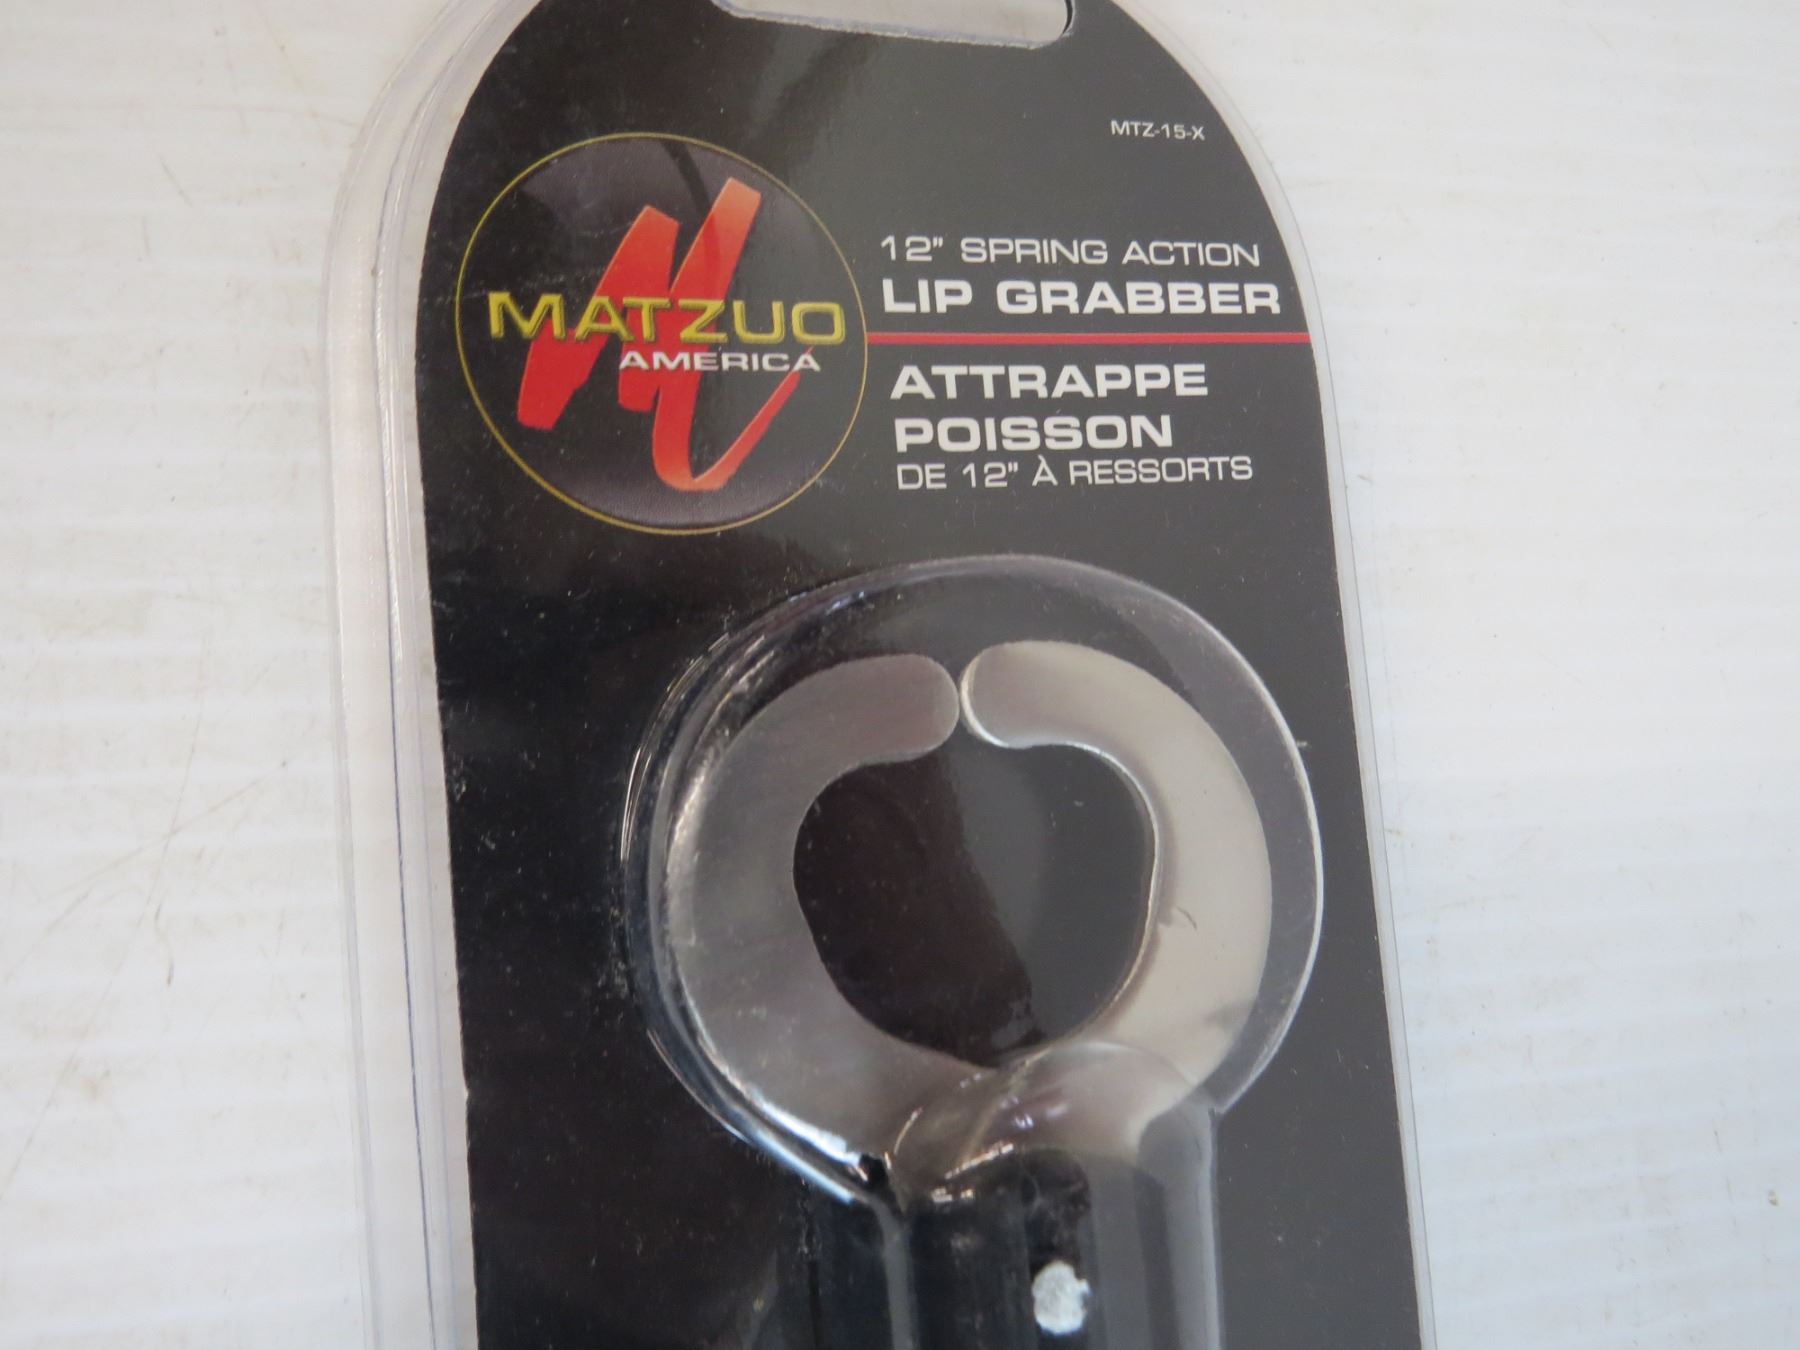 MTZ-15-X
MATZUO
AMERICA
12" SPRING ACTION
LIP GRABBER
ATTRAPPE
POISSON
DE 12" À RESSORTS